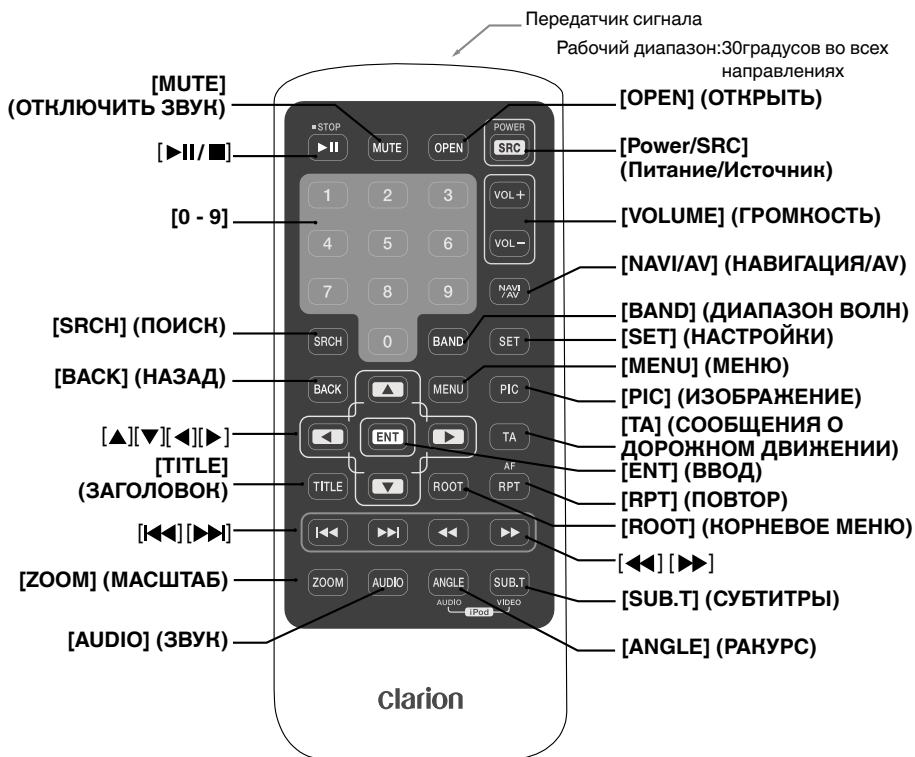 Передатчик сигнала
Рабочий диапазон:30градусов во всех
направлениях
[MUTE]
(ОТКЛЮЧИТЬ ЗВУК)
[▶II/■]
[0 - 9]
[SRCH] (ПОИСК)
[BACK] (НАЗАД)
[▲][▼][◀][▶]
[TITLE]
(ЗАГОЛОВОК)
[I◀◀][▶▶I]
[ZOOM] (МАСШТАБ)
[AUDIO] (ЗВУК)
■STOP
▶II
MUTE
OPEN
POWER
SRC
1 2 3
VOL+
4 5 6
VOL−
7 8 9
NAVI
/AV
SRCH
0
BAND
SET
BACK
▲
MENU
PIC
◀
ENT
▶
TA
TITLE
▼
ROOT
AF
RPT
I◀◀
▶▶I
◀◀
▶▶
ZOOM
AUDIO
ANGLE
SUB.T
AUDIO
iPod
VIDEO
clarion
[OPEN] (ОТКРЫТЬ)
[Power/SRC]
(Питание/Источник)
[VOLUME] (ГРОМКОСТЬ)
[NAVI/AV] (НАВИГАЦИЯ/AV)
[BAND] (ДИАПАЗОН ВОЛН)
[SET] (НАСТРОЙКИ)
[MENU] (МЕНЮ)
[PIC] (ИЗОБРАЖЕНИЕ)
[TA] (СООБЩЕНИЯ О
ДОРОЖНОМ ДВИЖЕНИИ)
[ENT] (ВВОД)
[RPT] (ПОВТОР)
[ROOT] (КОРНЕВОЕ МЕНЮ)
[◀◀] [▶▶]
[SUB.T] (СУБТИТРЫ)
[ANGLE] (РАКУРС)